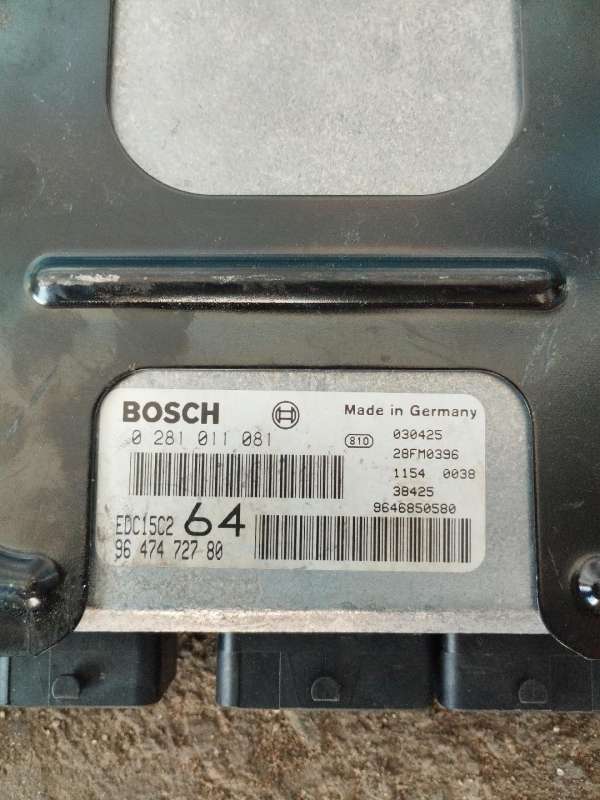 BOSCH
Made in Germany
0 281 011 081
810
030425
28FM0396
1154 0038
38425
9646850580
EDC15C2 64
96 474 727 80